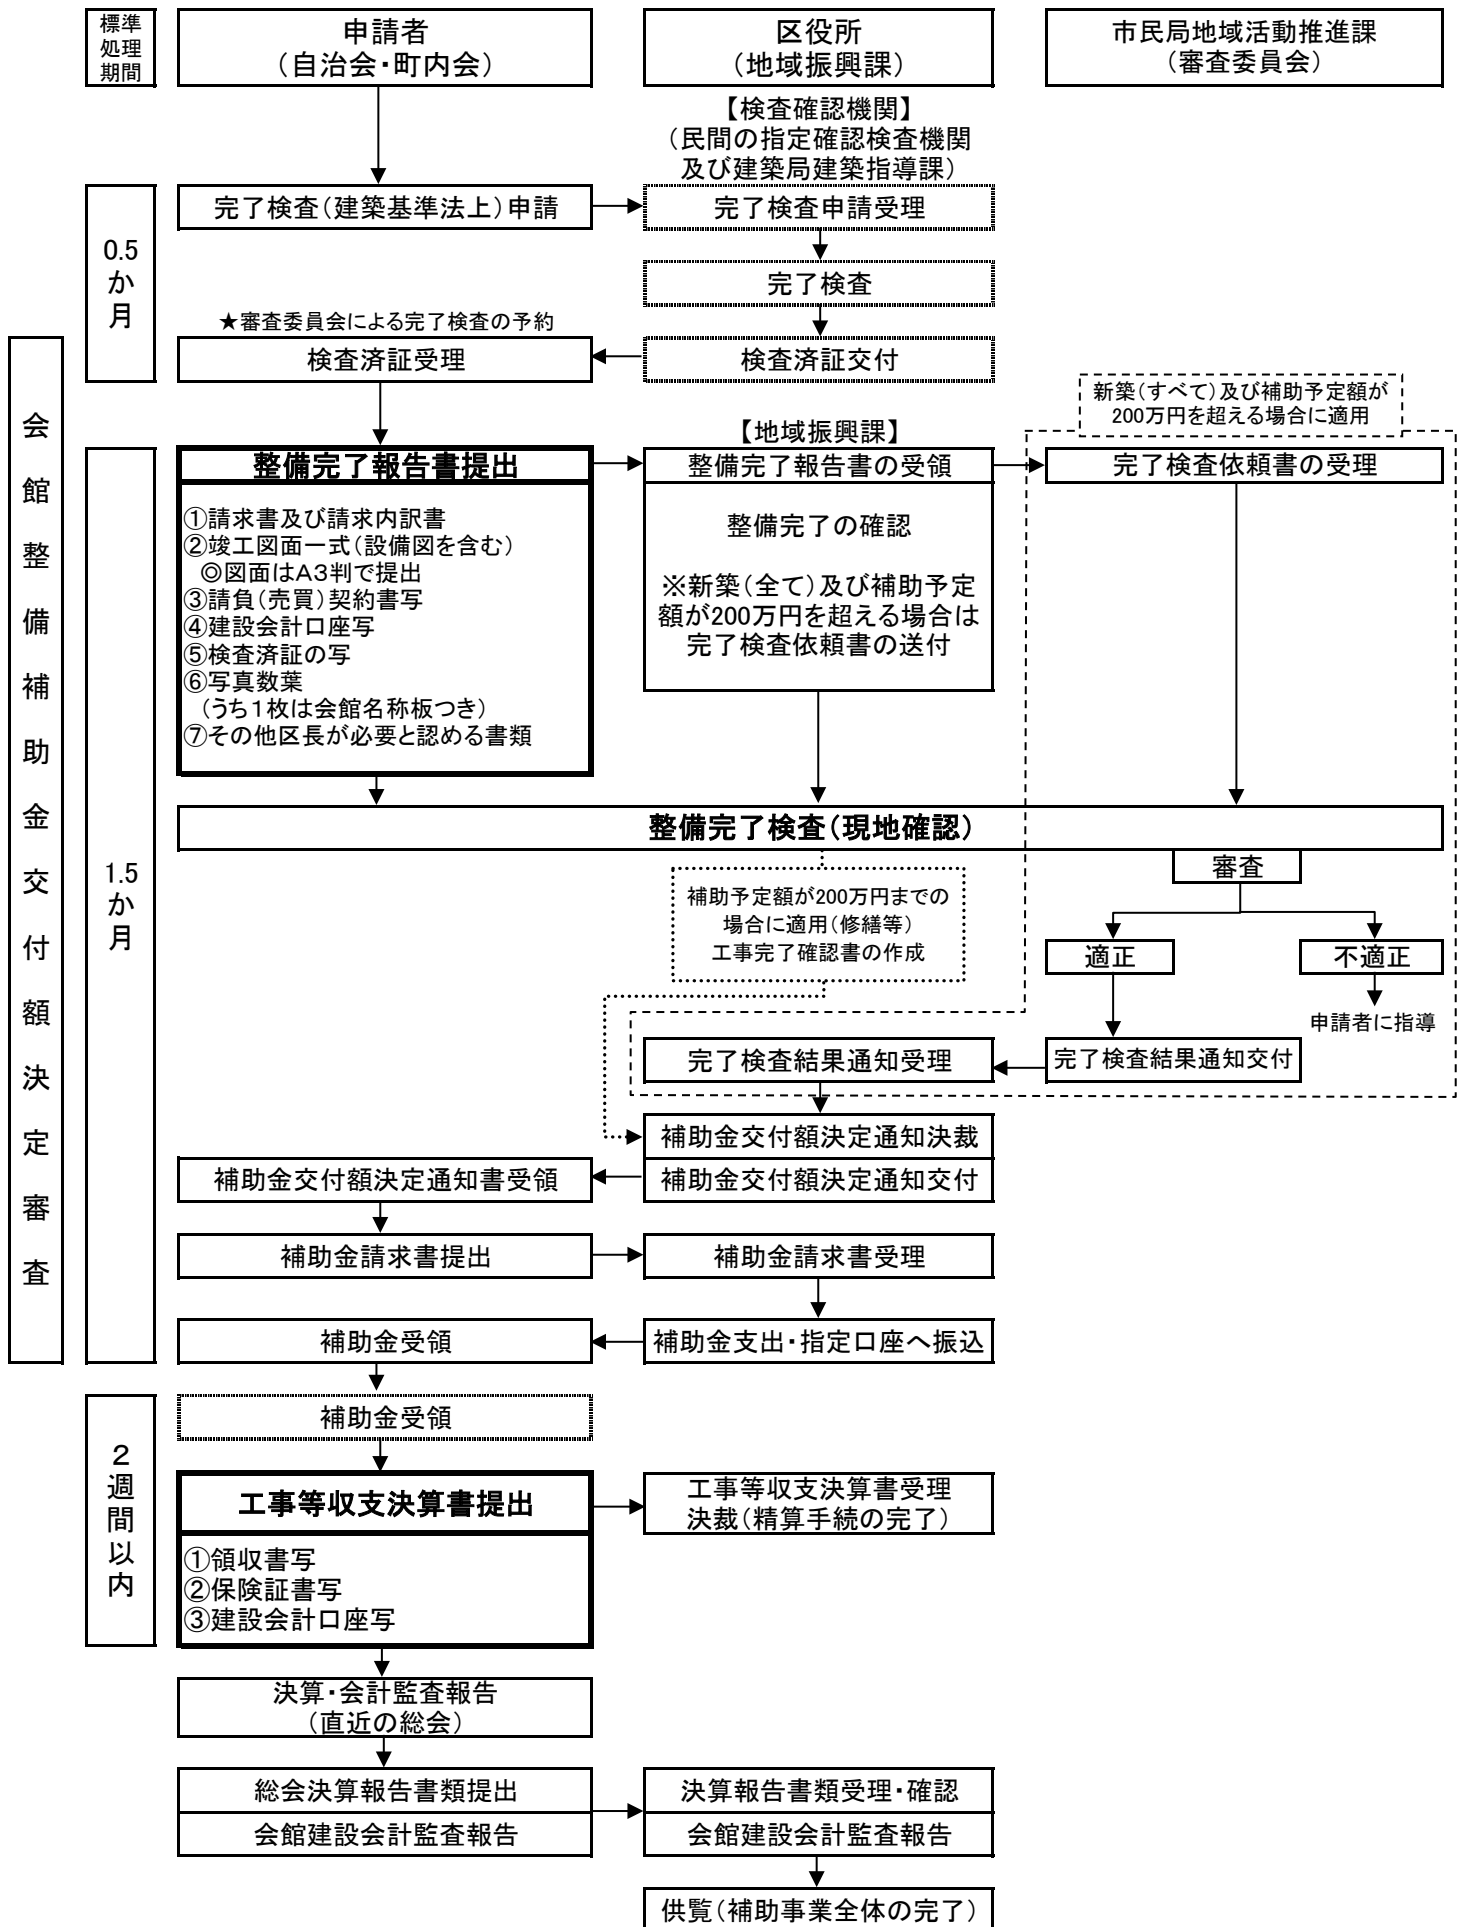 標準
処理
期間
申請者
（自治会・町内会）
区役所
（地域振興課）
市民局地域活動推進課
（審査委員会）
【検査確認機関】
（民間の指定確認検査機関
及び建築局建築指導課）
0.5
か
月
完了検査（建築基準法上）申請
完了検査申請受理
完了検査
★審査委員会による完了検査の予約
検査済証受理
検査済証交付
会
館
整
備
補
助
金
交
付
額
決
定
審
査
1.5
か
月
新築（すべて）及び補助予定額が
200万円を超える場合に適用
【地域振興課】
整備完了報告書提出
整備完了報告書の受領
完了検査依頼書の受理
①請求書及び請求内訳書
②竣工図面一式（設備図を含む）
◎図面はA３判で提出
③請負（売買）契約書写
④建設会計口座写
⑤検査済証の写
⑥写真数葉
（うち１枚は会館名称板つき）
⑦その他区長が必要と認める書類
整備完了の確認
※新築（全て）及び補助予定
額が200万円を超える場合は
完了検査依頼書の送付
整備完了検査（現地確認）
審査
補助予定額が200万円までの
場合に適用（修繕等）
工事完了確認書の作成
適正
不適正
申請者に指導
完了検査結果通知受理
完了検査結果通知交付
補助金交付額決定通知決裁
補助金交付額決定通知書受領
補助金交付額決定通知交付
補助金請求書提出
補助金請求書受理
補助金受領
補助金支出・指定口座へ振込
２
週
間
以
内
補助金受領
工事等収支決算書提出
工事等収支決算書受理
決裁（精算手続の完了）
①領収書写
②保険証書写
③建設会計口座写
決算・会計監査報告
（直近の総会）
総会決算報告書類提出
決算報告書類受理・確認
会館建設会計監査報告
会館建設会計監査報告
供覧（補助事業全体の完了）